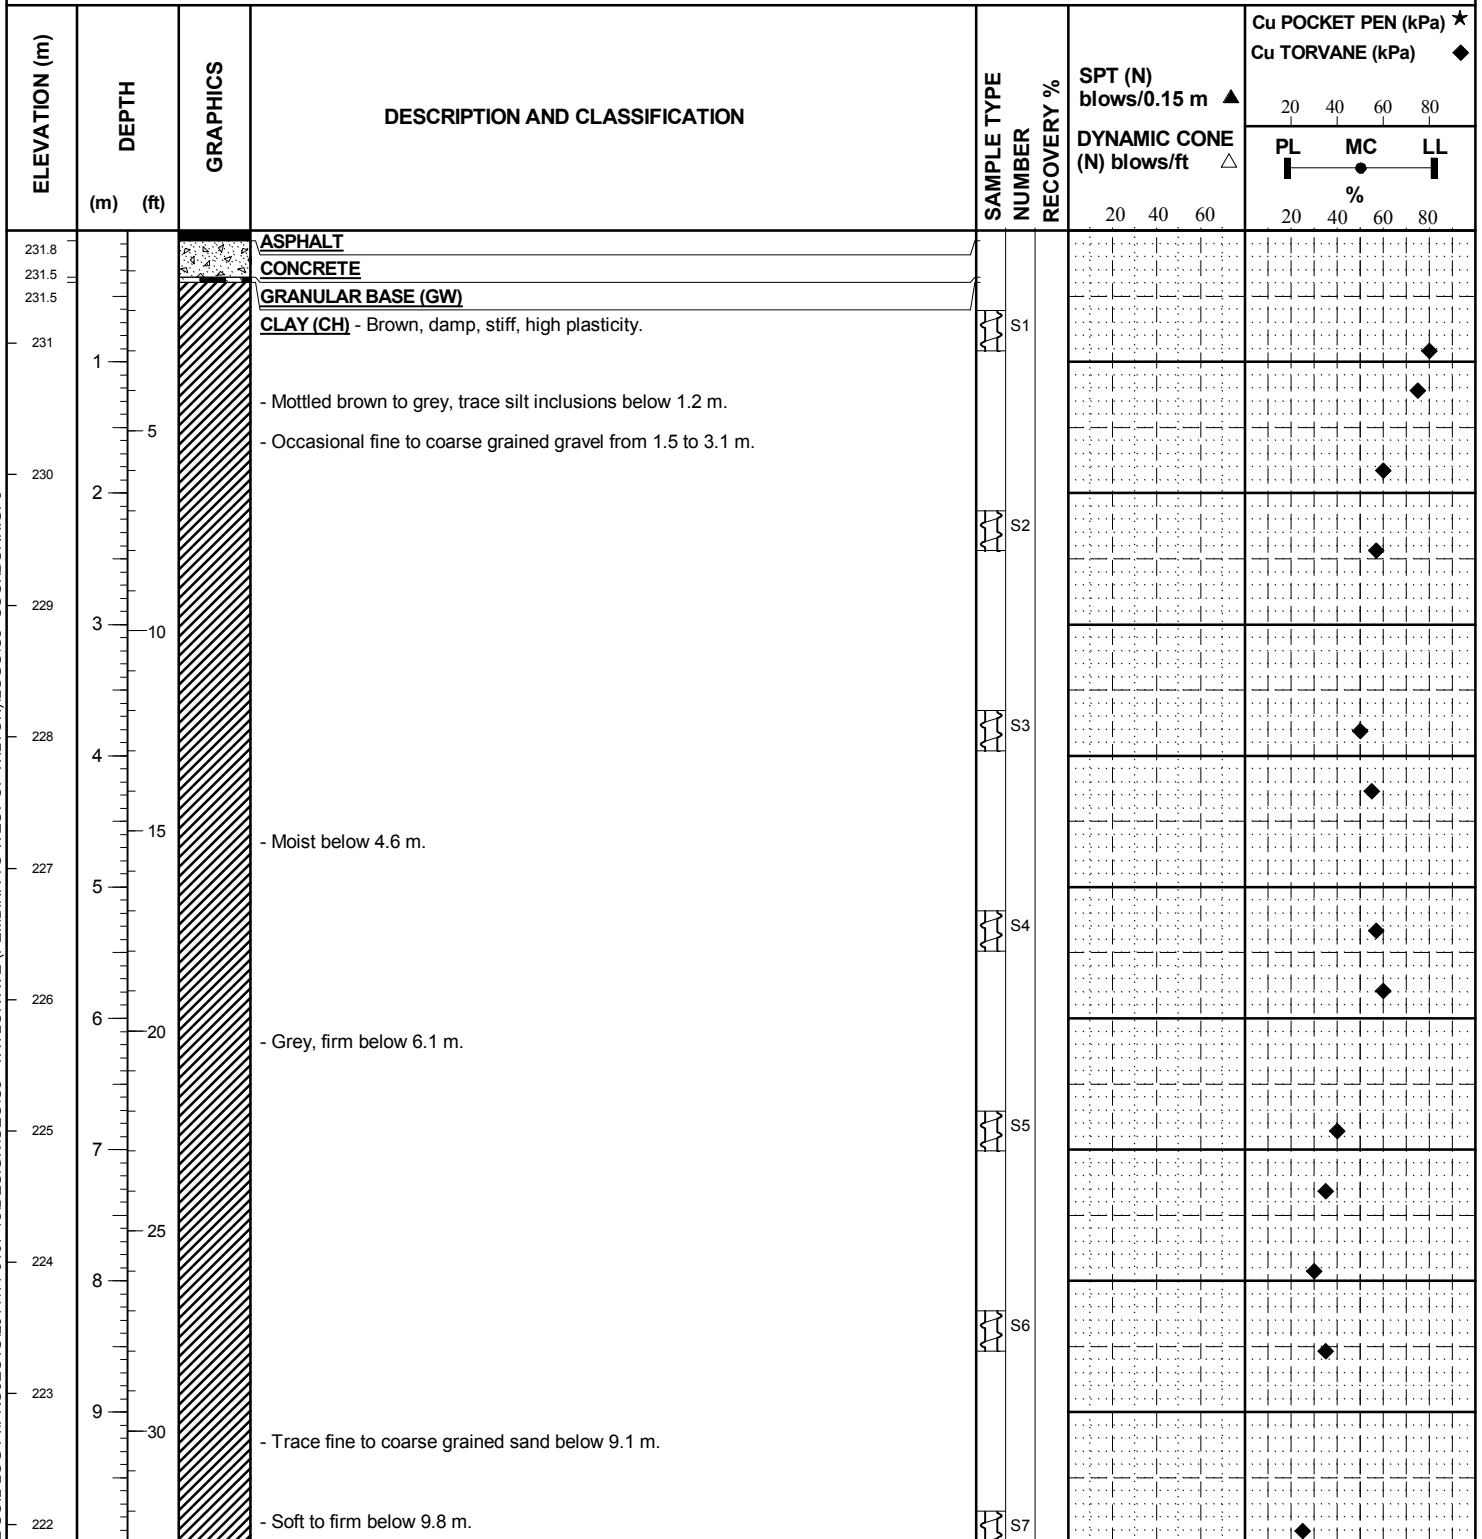 Cu POCKET PEN (kPa) ★
Cu TORVANE (kPa) ◆
20 40 60 80
ELEVATION (m)
DEPTH
(m) (ft)
GRAPHICS
DESCRIPTION AND CLASSIFICATION
SAMPLE TYPE
NUMBER
RECOVERY %
SPT (N)
blows/0.15 m ▲
DYNAMIC CONE
(N) blows/ft △
20 40 60
PL MC LL
%
20 40 60 80
231.8
ASPHALT
231.5
CONCRETE
231.5
GRANULAR BASE (GW)
CLAY (CH) - Brown, damp, stiff, high plasticity.
S1
231
1
- Mottled brown to grey, trace silt inclusions below 1.2 m.
5
- Occasional fine to coarse grained gravel from 1.5 to 3.1 m.
230
2
S2
229
3
10
S3
228
4
15
- Moist below 4.6 m.
227
5
S4
226
6
20
- Grey, firm below 6.1 m.
S5
225
7
25
224
8
S6
223
9
30
- Trace fine to coarse grained sand below 9.1 m.
- Soft to firm below 9.8 m.
S7
222